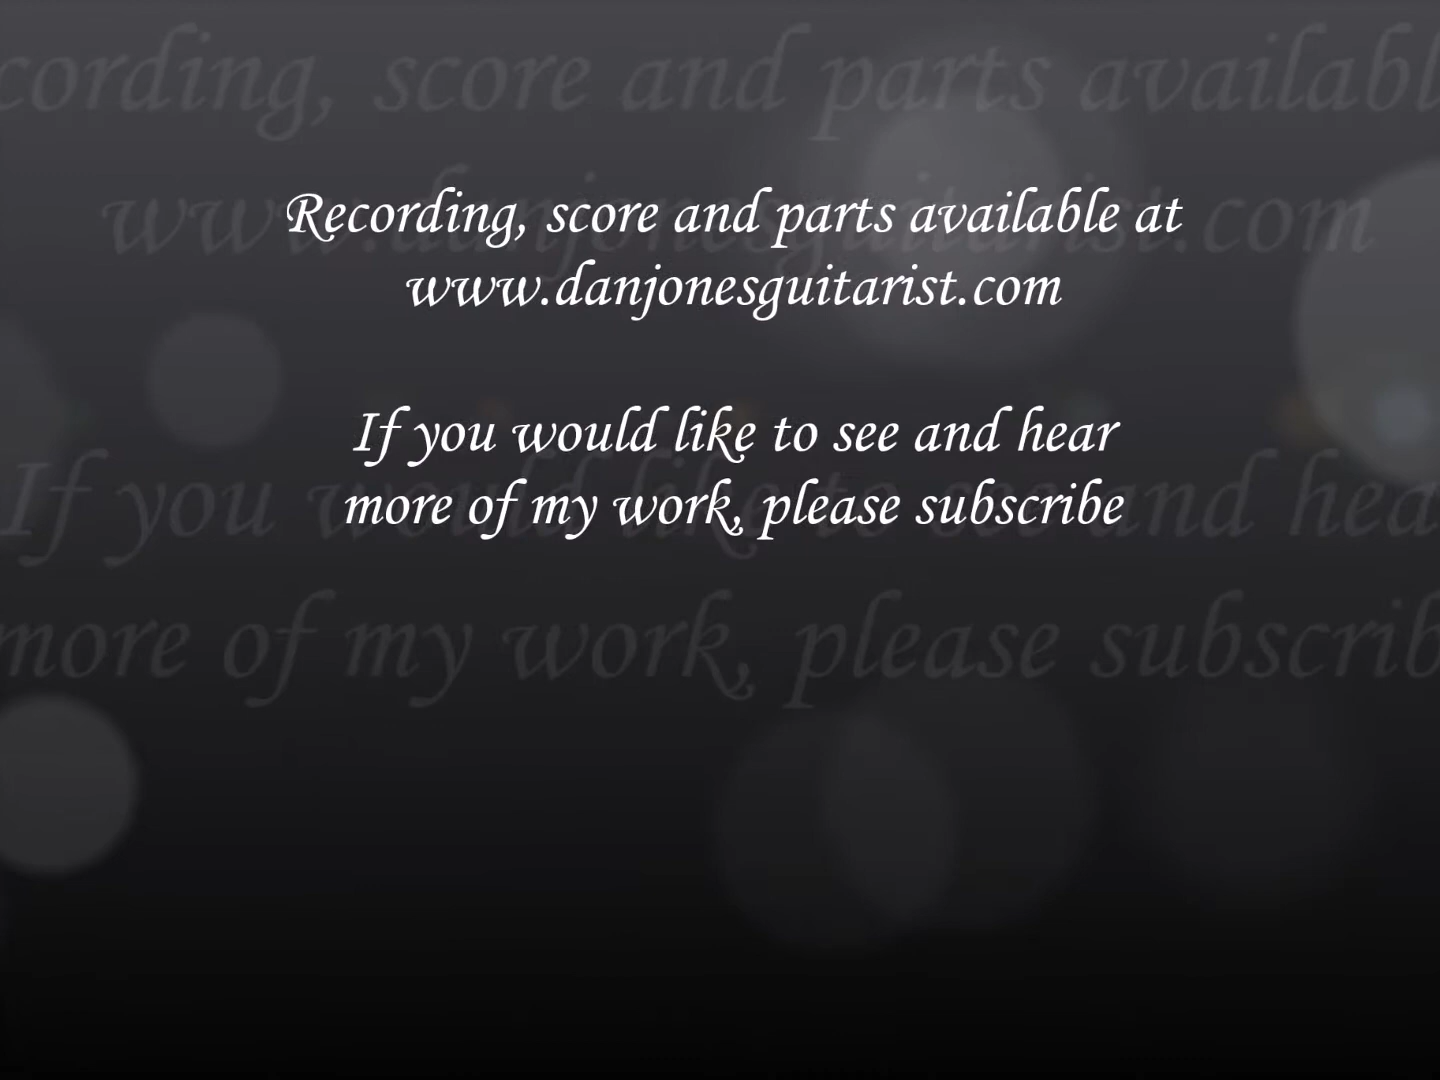 Recording, score and parts available at
www.danjonesguitarist.com
If you would like to see and hear
more of my work, please subscribe